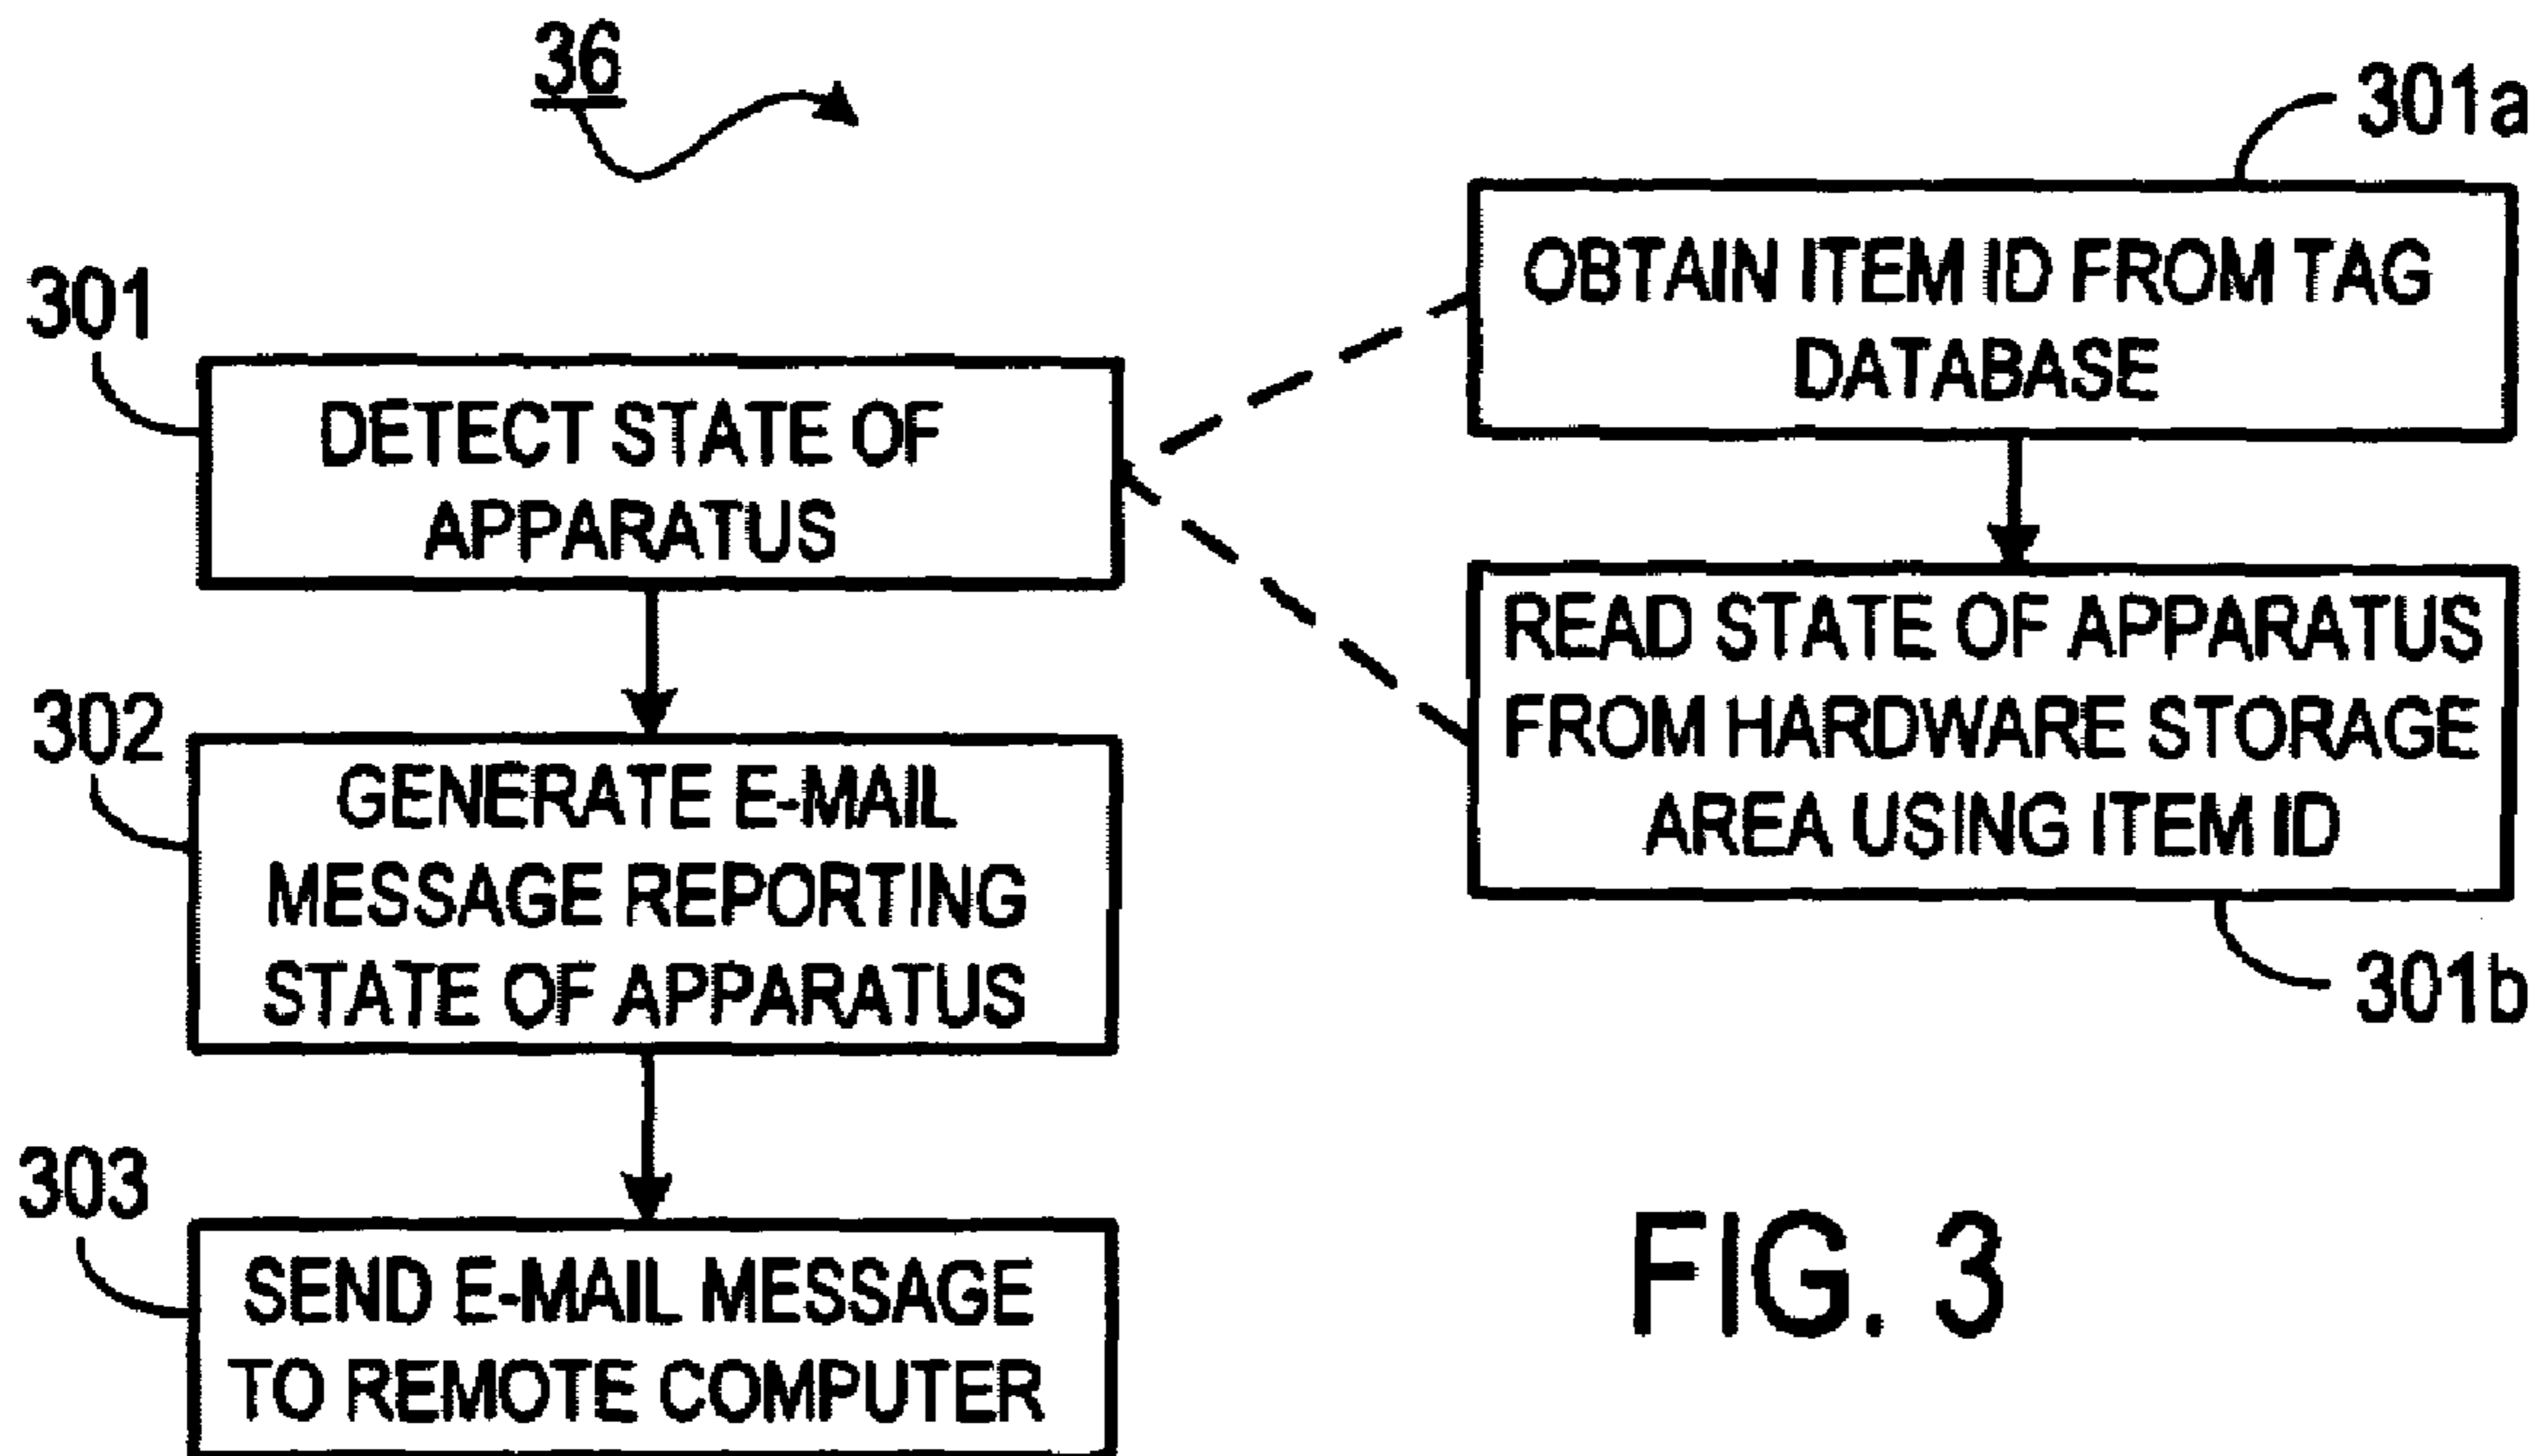 36
301
DETECT STATE OF
APPARATUS
302
GENERATE E-MAIL
MESSAGE REPORTING
STATE OF APPARATUS
303
SEND E-MAIL MESSAGE
TO REMOTE COMPUTER
301a
OBTAIN ITEM ID FROM TAG
DATABASE
READ STATE OF APPARATUS
FROM HARDWARE STORAGE
AREA USING ITEM ID
301b
FIG. 3